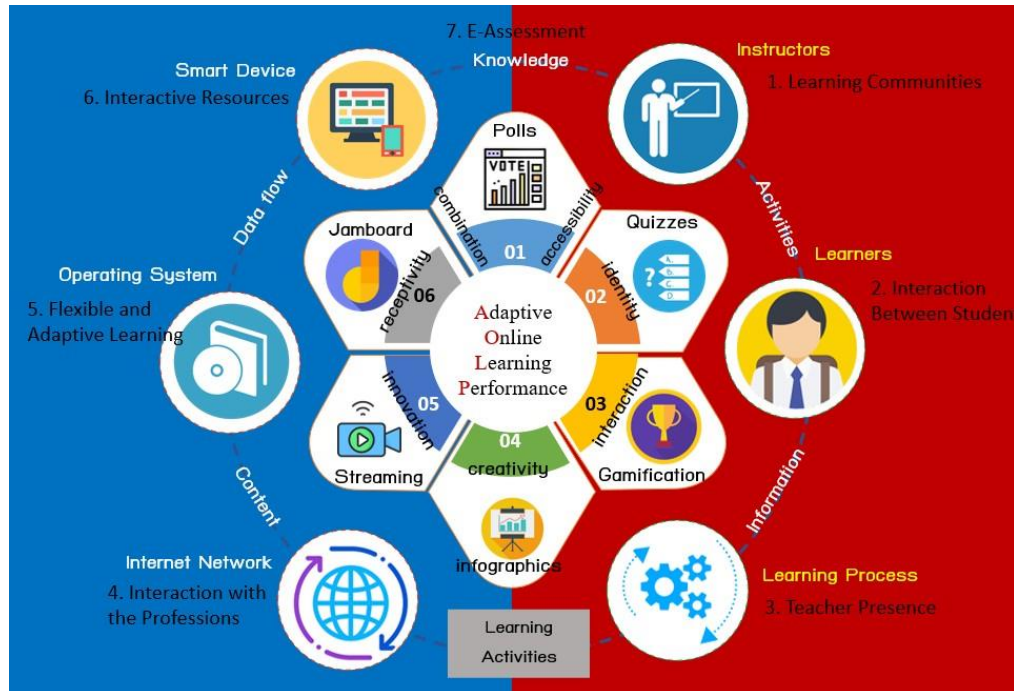 7. E-Assessment
Knowledge
Smart Device
6. Interactive Resources
Instructors
1. Learning Communities
Data flow
Activities
Operating System
5. Flexible and
Adaptive Learning
Learners
2. Interaction
Between Studen
Content
Information
Internet Network
4. Interaction with
the Professions
Learning Process
3. Teacher Presence
Learning
Activities
Polls
VOTE
combination
01
accessibility
Quizzes
?
A.
B.
C.
D.
02
identity
03
interaction
Gamification
04
creativity
infographics
05
innovation
Streaming
Jamboard
06
receptivity
Adaptive
Online
Learning
Performance